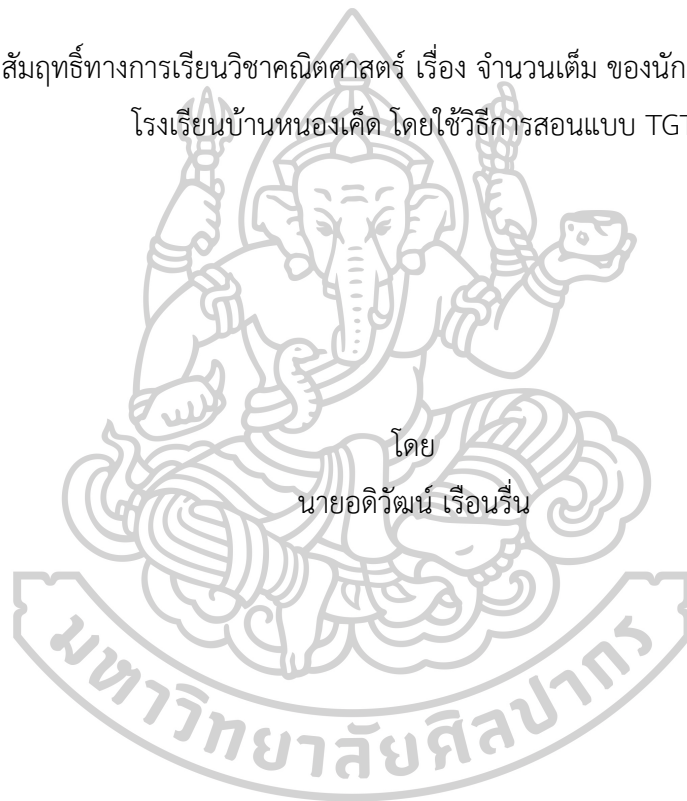 สัมฤทธิ์ทางการเรียนวิชาคณิตศาสตร์ เรื่อง จำนวนเต็ม ของนัก
โรงเรียนบ้านหนองเค็ด โดยใช้วิธีการสอนแบบ TGT
โดย
นายอดิวัฒน์ เรือนรื่น
มหาวิทยาลัยศิลปากร